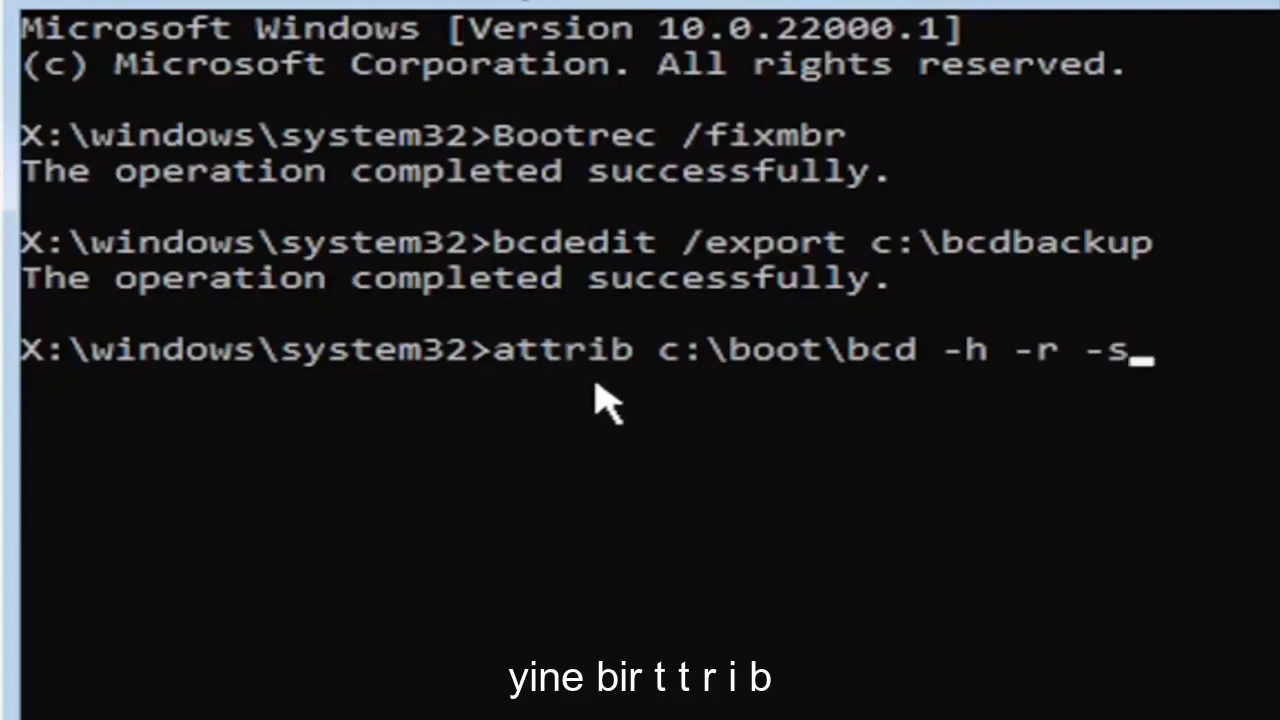 Microsoft Windows [Version 10.0.22000.1]
(c) Microsoft Corporation. All rights reserved.
X:\windows\system32>Bootrec /fixmbr
The operation completed successfully.
X:\windows\system32>bcdedit /export c:\bcdbackup
The operation completed successfully.
X:\windows\system32>attrib c:\boot\bcd -h -r -s
yine bir t t r i b